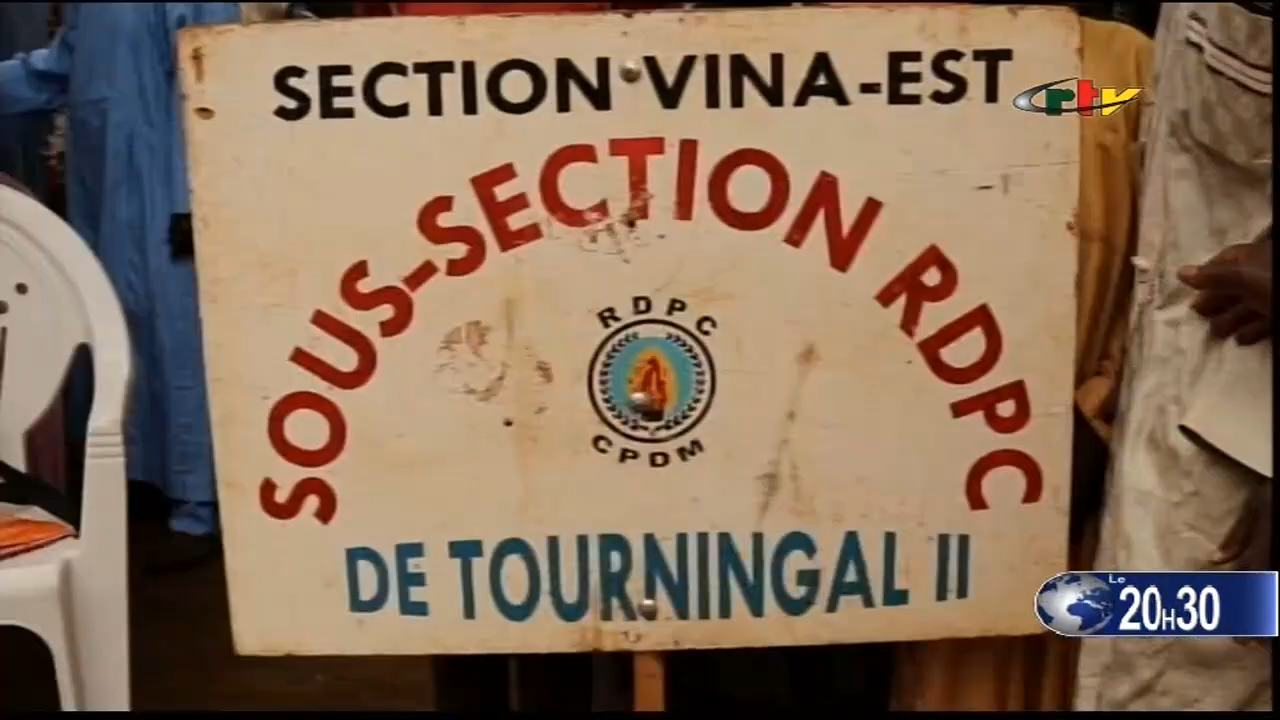 SECTION VINA-EST
crtv
SOUS-SECTION RDPC
RDPC
CPDM
DE TOURNINGAL II
Le
20H30